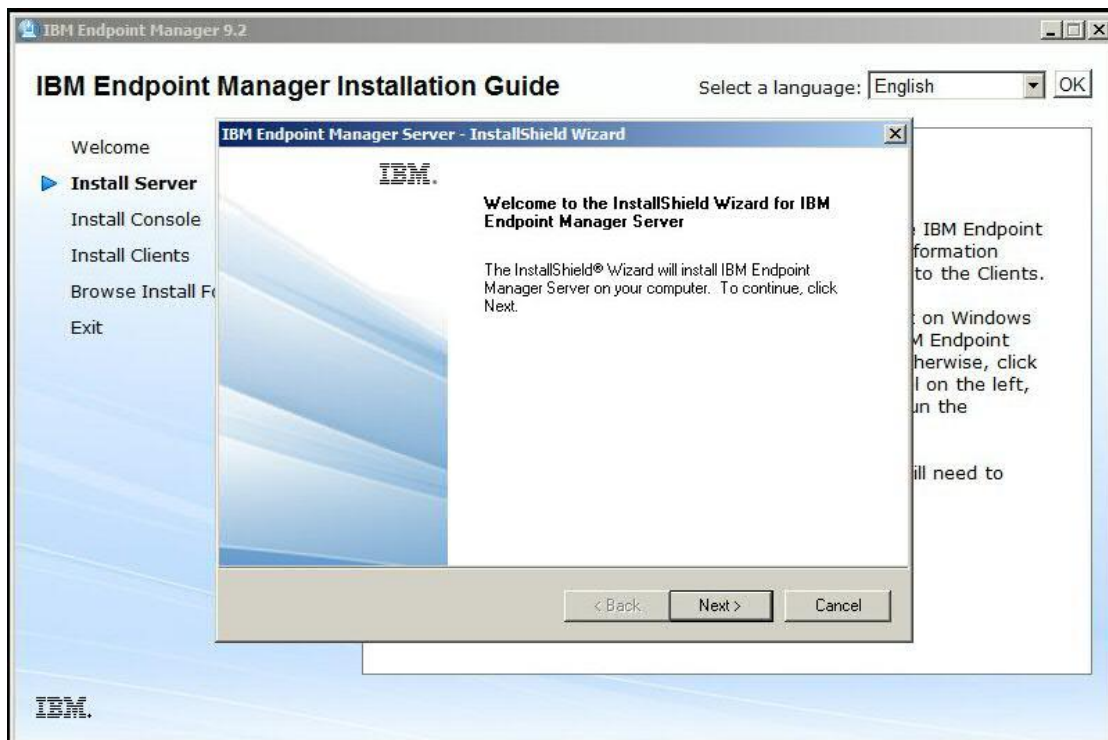 IBM Endpoint Manager 9.2
IBM Endpoint Manager Installation Guide
Select a language: English OK
Welcome
Install Server
Install Console
Install Clients
Browse Install
Exit
IBM Endpoint Manager Server - InstallShield Wizard
IBM.
Welcome to the InstallShield Wizard for IBM
Endpoint Manager Server
The InstallShield® Wizard will install IBM Endpoint
Manager Server on your computer. To continue, click
Next.
< Back Next > Cancel
IBM Endpoint
formation
to the Clients.
on Windows
Endpoint
herwise, click
l on the left,
un the
ill need to
IBM.